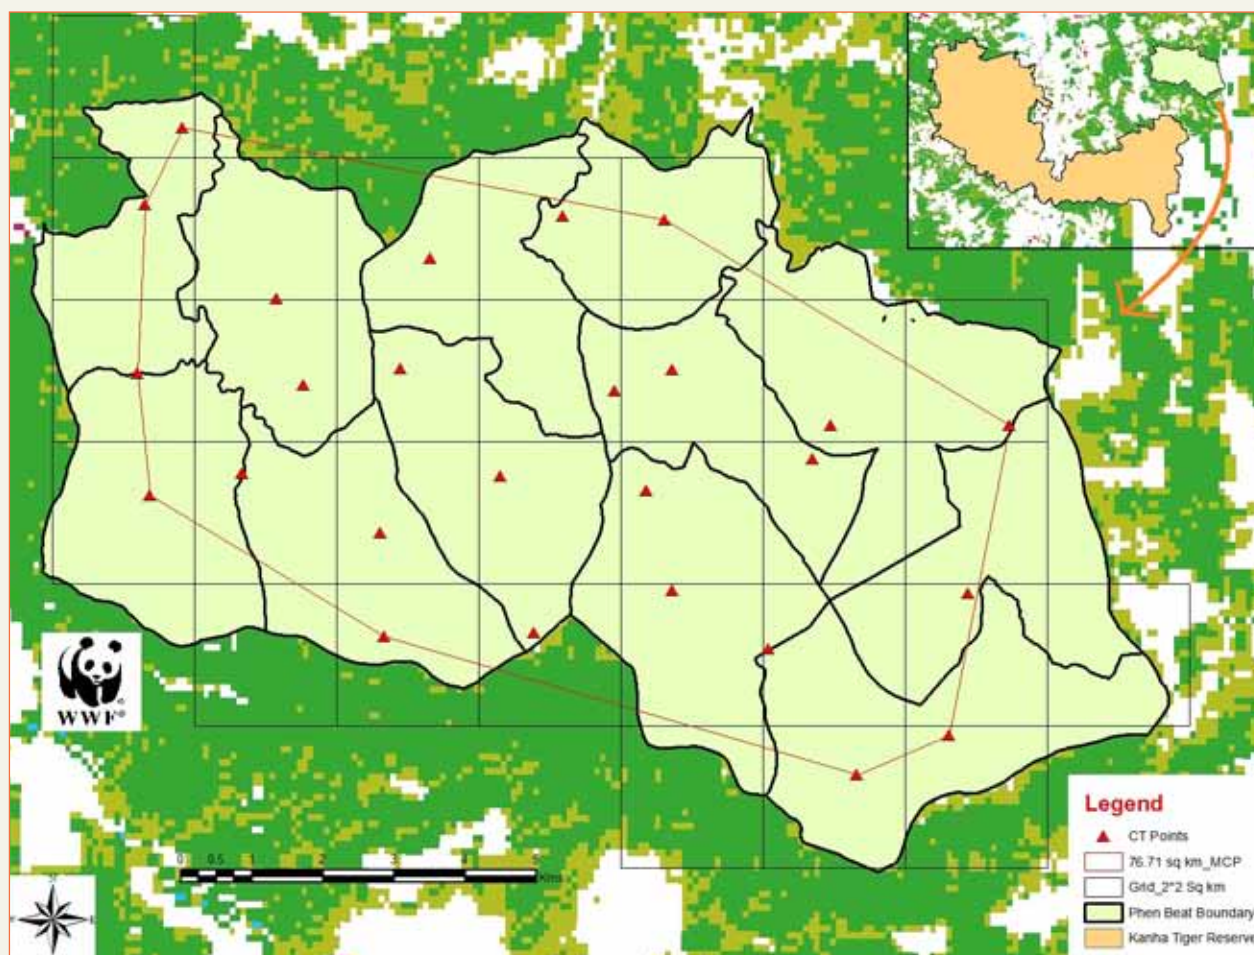 WWF®
0 0.5 1 2 3 4 5
Kms
Legend
CT Points
76.71 sq km_MCP
Grid_2*2 Sq km
Phen Beat Boundary
Kanha Tiger Reserve